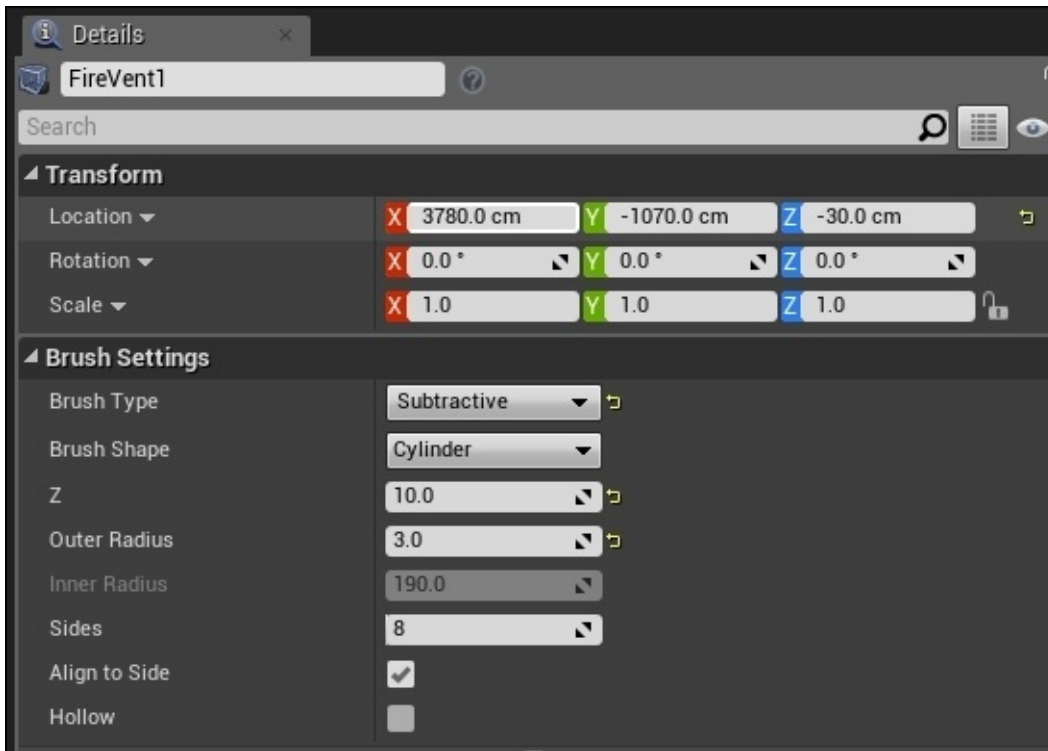 Details
FireVent1
Search
Transform
Location X 3780.0 cm Y -1070.0 cm Z -30.0 cm
Rotation X 0.0 ° Y 0.0 ° Z 0.0 °
Scale X 1.0 Y 1.0 Z 1.0
Brush Settings
Brush Type Subtractive
Brush Shape Cylinder
Z 10.0
Outer Radius 3.0
Inner Radius 190.0
Sides 8
Align to Side
Hollow